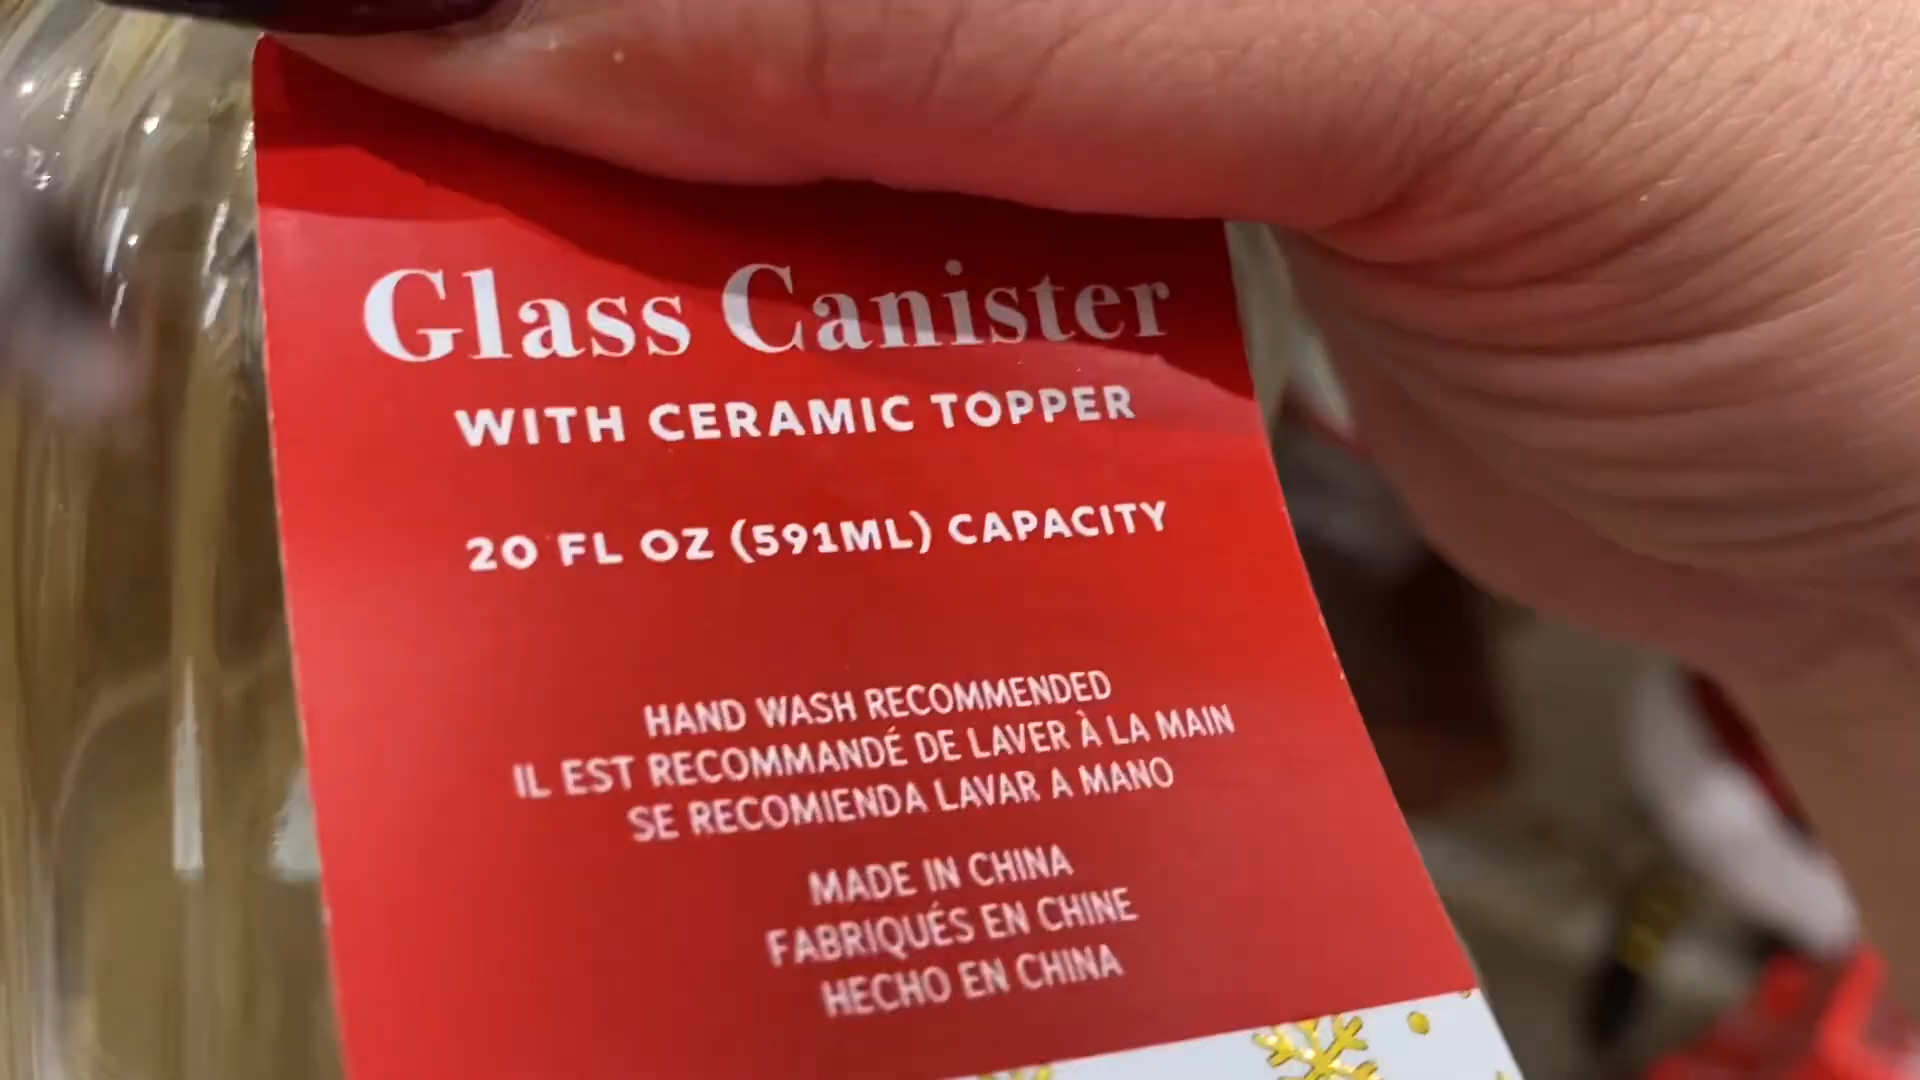 Glass Canister
WITH CERAMIC TOPPER
20 FL OZ (591ML) CAPACITY
HAND WASH RECOMMENDED
IL EST RECOMMANDÉ DE LAVER À LA MAIN
SE RECOMIENDA LAVAR A MANO
MADE IN CHINA
FABRIQUÉS EN CHINE
HECHO EN CHINA